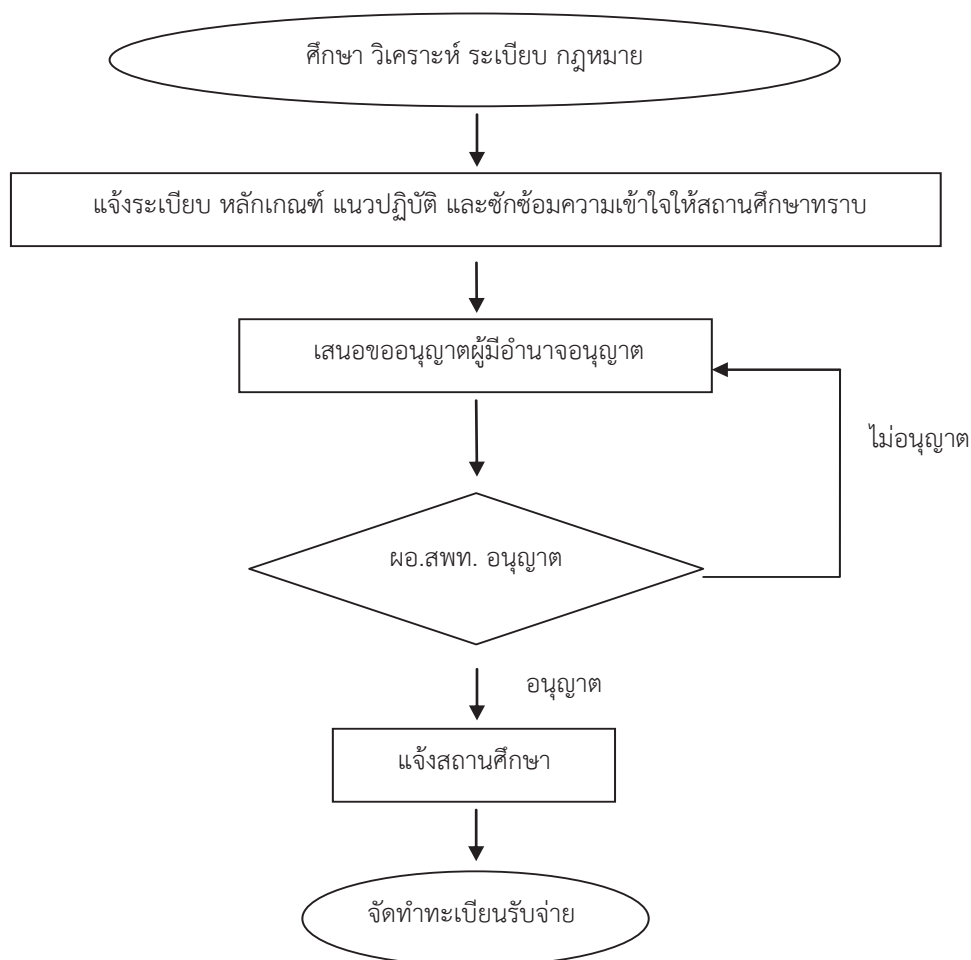 ศึกษา วิเคราะห์ ระเบียบ กฎหมาย
แจ้งระเบียบ หลักเกณฑ์ แนวปฏิบัติ และซักซ้อมความเข้าใจให้สถานศึกษาทราบ
เสนอขออนุญาตผู้มีอำนาจอนุญาต
ไม่อนุญาต
ผอ.สพท. อนุญาต
อนุญาต
แจ้งสถานศึกษา
จัดทำทะเบียนรับจ่าย